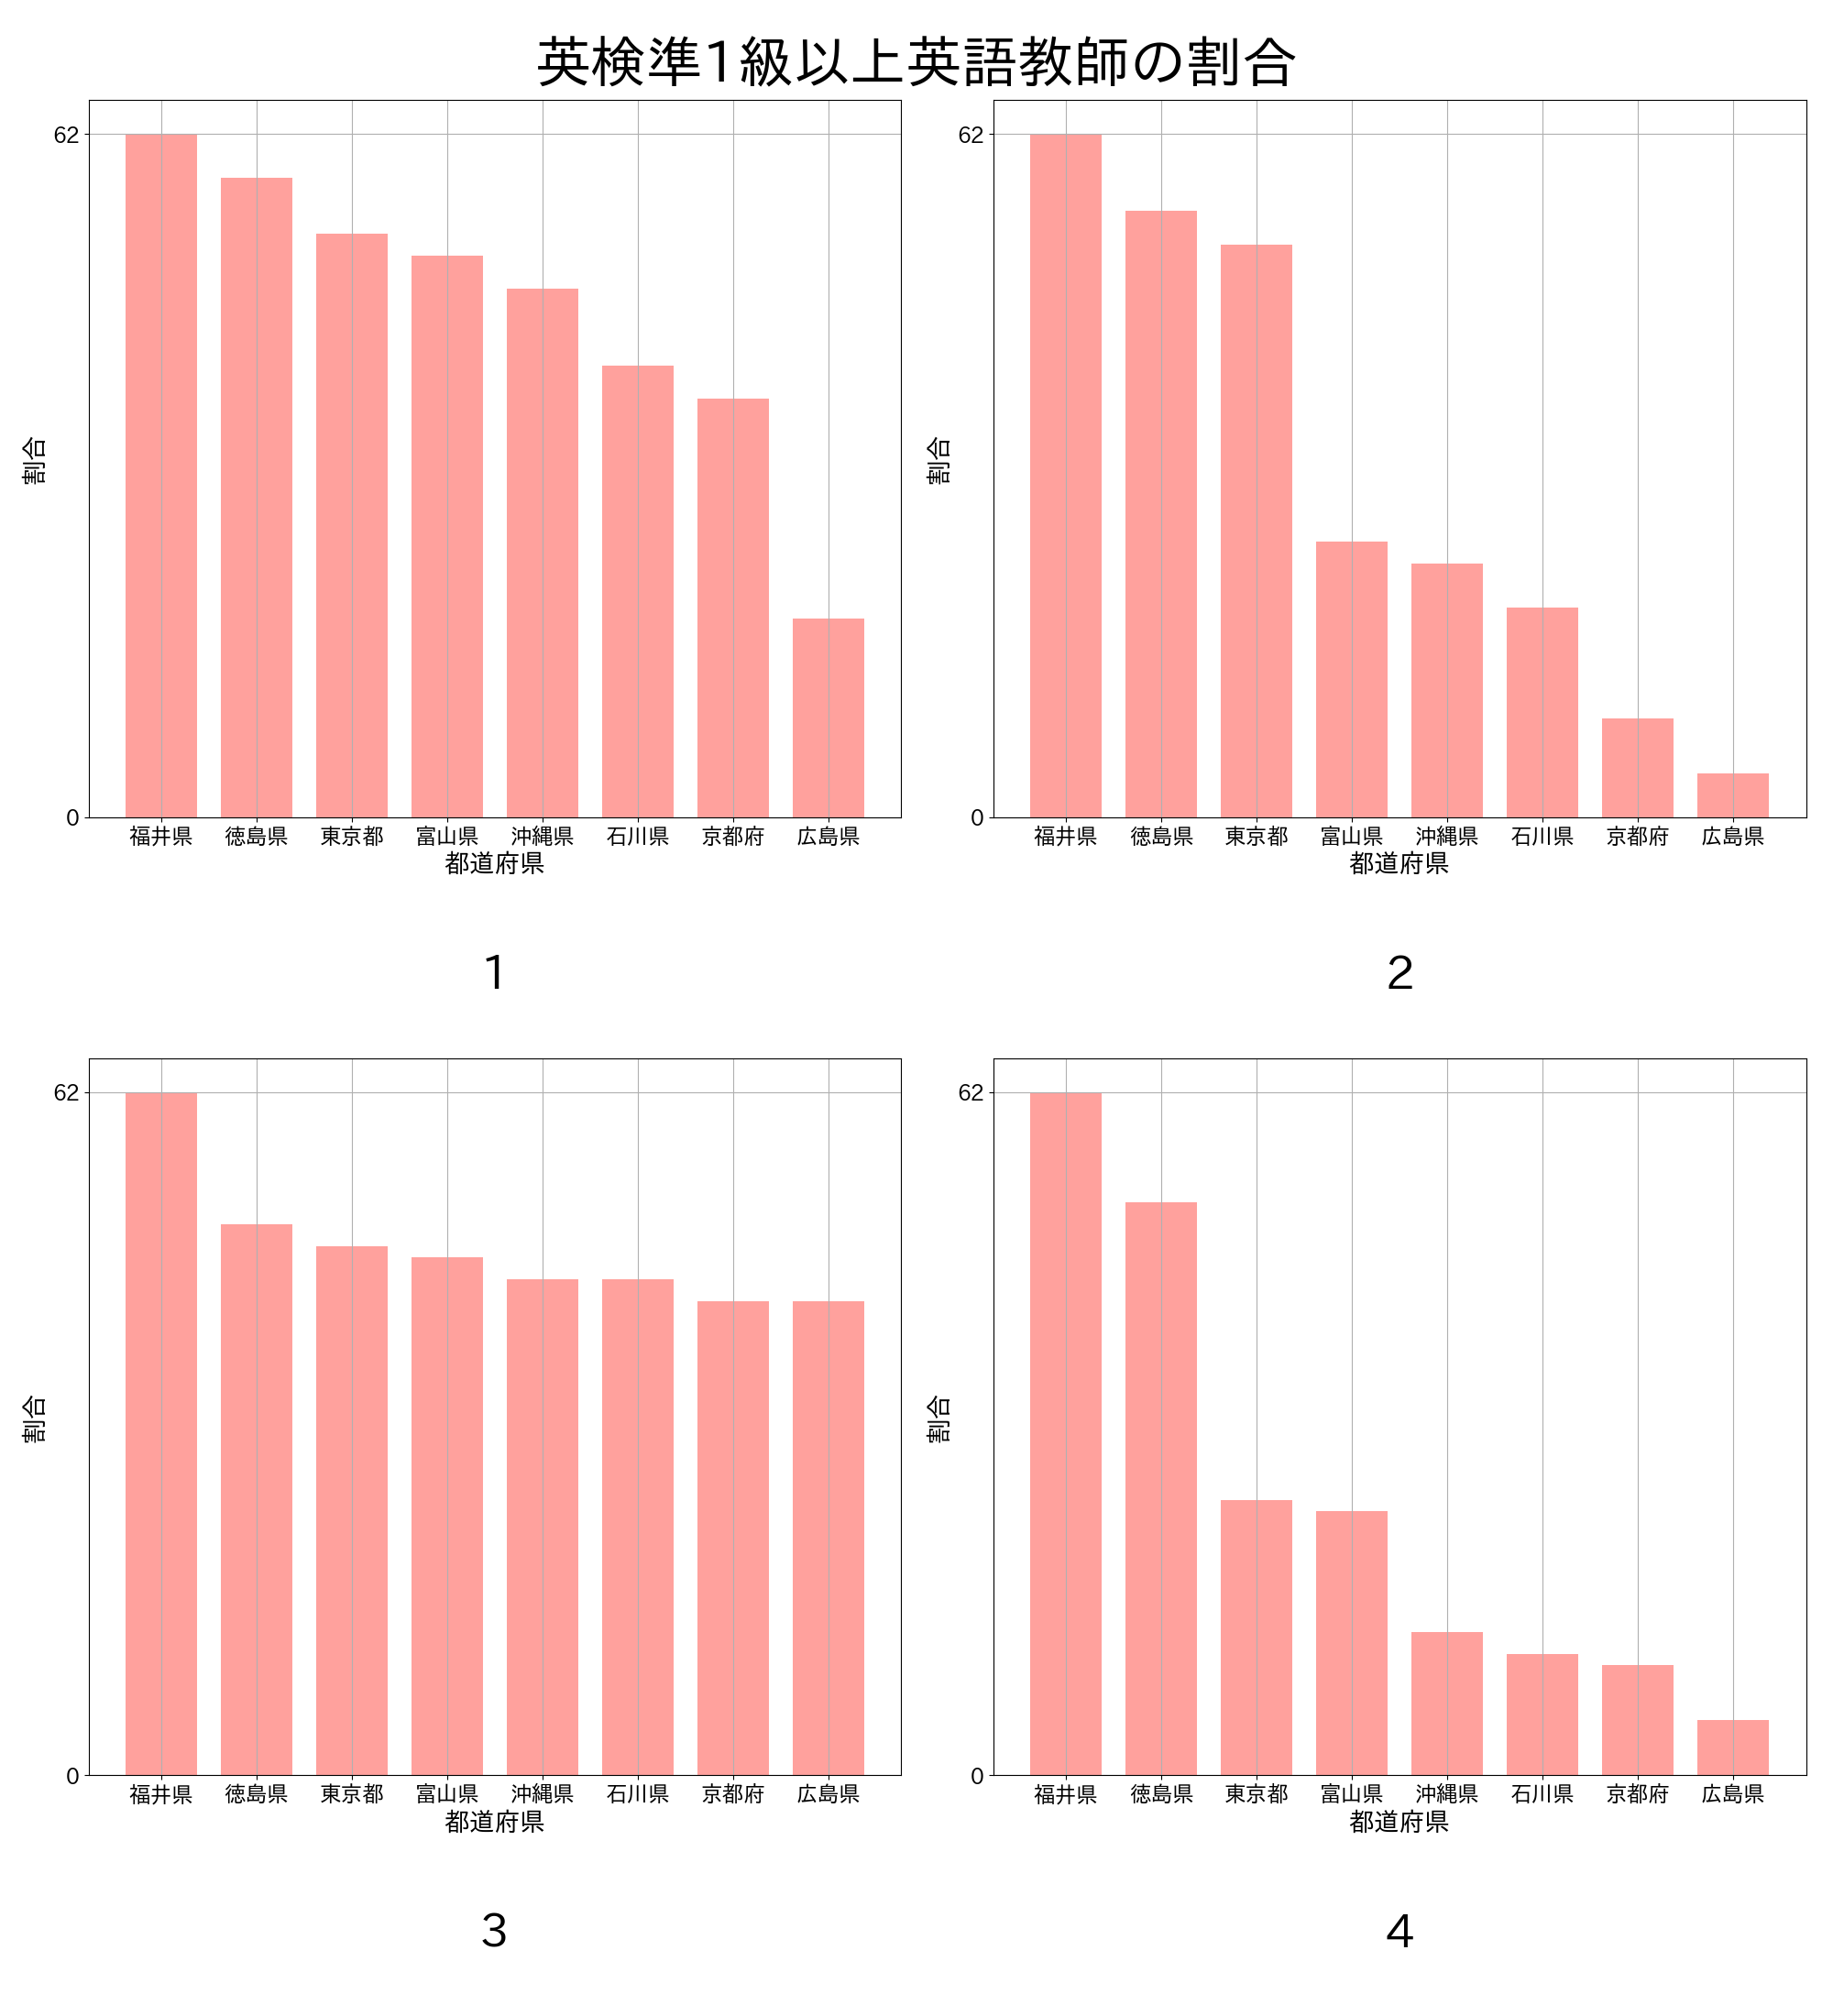 英検準1級以上英語教師の割合
62
0
割合
福井県 徳島県 東京都 富山県 沖縄県 石川県 京都府 広島県
都道府県
1
62
0
割合
福井県 徳島県 東京都 富山県 沖縄県 石川県 京都府 広島県
都道府県
2
62
0
割合
福井県 徳島県 東京都 富山県 沖縄県 石川県 京都府 広島県
都道府県
3
62
0
割合
福井県 徳島県 東京都 富山県 沖縄県 石川県 京都府 広島県
都道府県
4